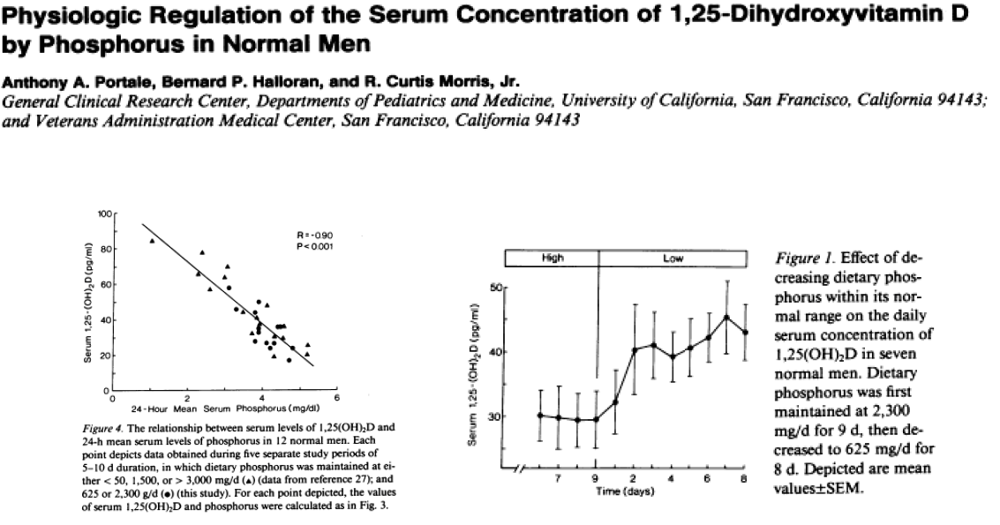 Physiologic Regulation of the Serum Concentration of 1,25-Dihydroxyvitamin D
by Phosphorus in Normal Men
Anthony A. Portale, Bernard P. Halloran, and R. Curtis Morris, Jr.
General Clinical Research Center, Departments of Pediatrics and Medicine, University of California, San Francisco, California 94143;
and Veterans Administration Medical Center, San Francisco, California 94143
100
80
60
40
20
0
Serum 1,25-(OH)₂D (pg/ml)
R=-0.90
P<0.001
0 2 4 6
24-Hour Mean Serum Phosphorus (mg/dl)
Figure 4. The relationship between serum levels of 1,25(OH)₂D and
24-h mean serum levels of phosphorus in 12 normal men. Each
point depicts data obtained during five separate study periods of
5–10 d duration, in which dietary phosphorus was maintained at ei-
ther < 50, 1,500, or > 3,000 mg/d (▴) (data from reference 27); and
625 or 2,300 g/d (●) (this study). For each point depicted, the values
of serum 1,25(OH)₂D and phosphorus were calculated as in Fig. 3.
High Low
50
40
30
Serum 1,25-(OH)₂D (pg/ml)
7 9 2 4 6 8
Time (days)
Figure 1. Effect of de-
creasing dietary phos-
phorus within its nor-
mal range on the daily
serum concentration of
1,25(OH)₂D in seven
normal men. Dietary
phosphorus was first
maintained at 2,300
mg/d for 9 d, then de-
creased to 625 mg/d for
8 d. Depicted are mean
values±SEM.